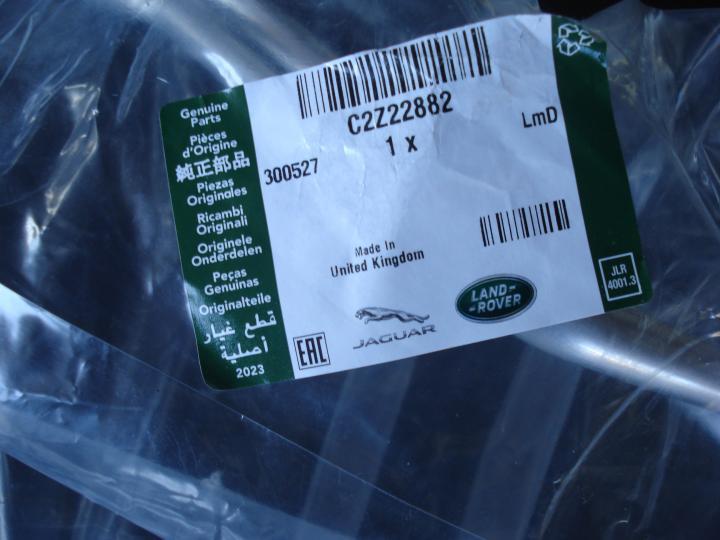 C2Z22882
1 x
LmD
300527
Genuine
Parts
Pièces
d'Origine
純正部品
Piezas
Originales
Ricambi
Originali
Originele
Onderdelen
Peças
Genuínas
Originalteile
قطع غيار
أصلية
2023
Made In
United Kingdom
EAC
JAGUAR
LAND-
-ROVER
JLR
4001.3